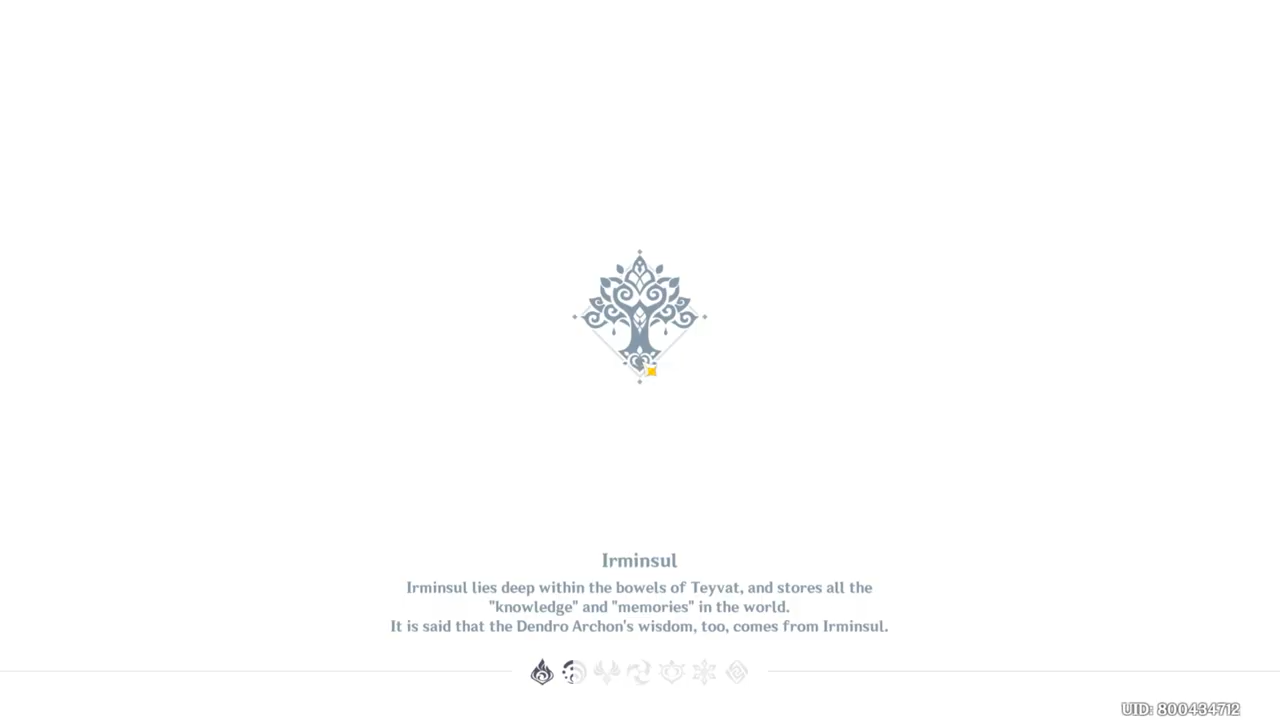 Irminsul
Irminsul lies deep within the bowels of Teyvat, and stores all the
"knowledge" and "memories" in the world.
It is said that the Dendro Archon's wisdom, too, comes from Irminsul.
UID: 800434712